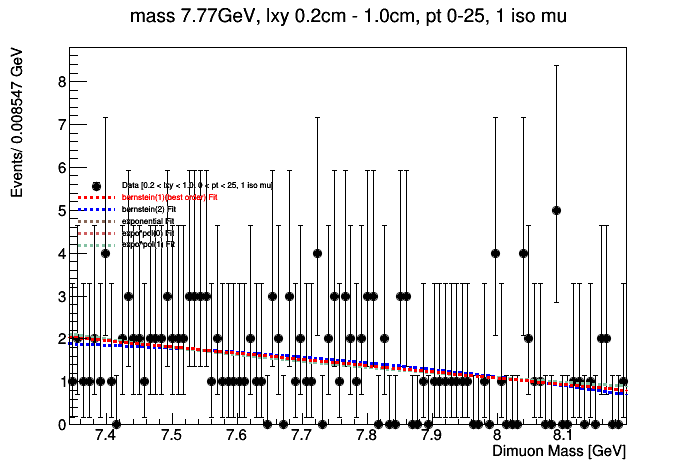 mass 7.77GeV, lxy 0.2cm - 1.0cm, pt 0-25, 1 iso mu
Events/ 0.008547 GeV
8
7
6
5
4
3
2
1
0
Data [0.2 < lxy < 1.0, 0 < pt < 25, 1 iso mu]
bernstein(1)(best order) Fit
bernstein(2) Fit
exponential Fit
expo*pol(0) Fit
expo*pol(1) Fit
7.4 7.5 7.6 7.7 7.8 7.9 8 8.1
Dimuon Mass [GeV]